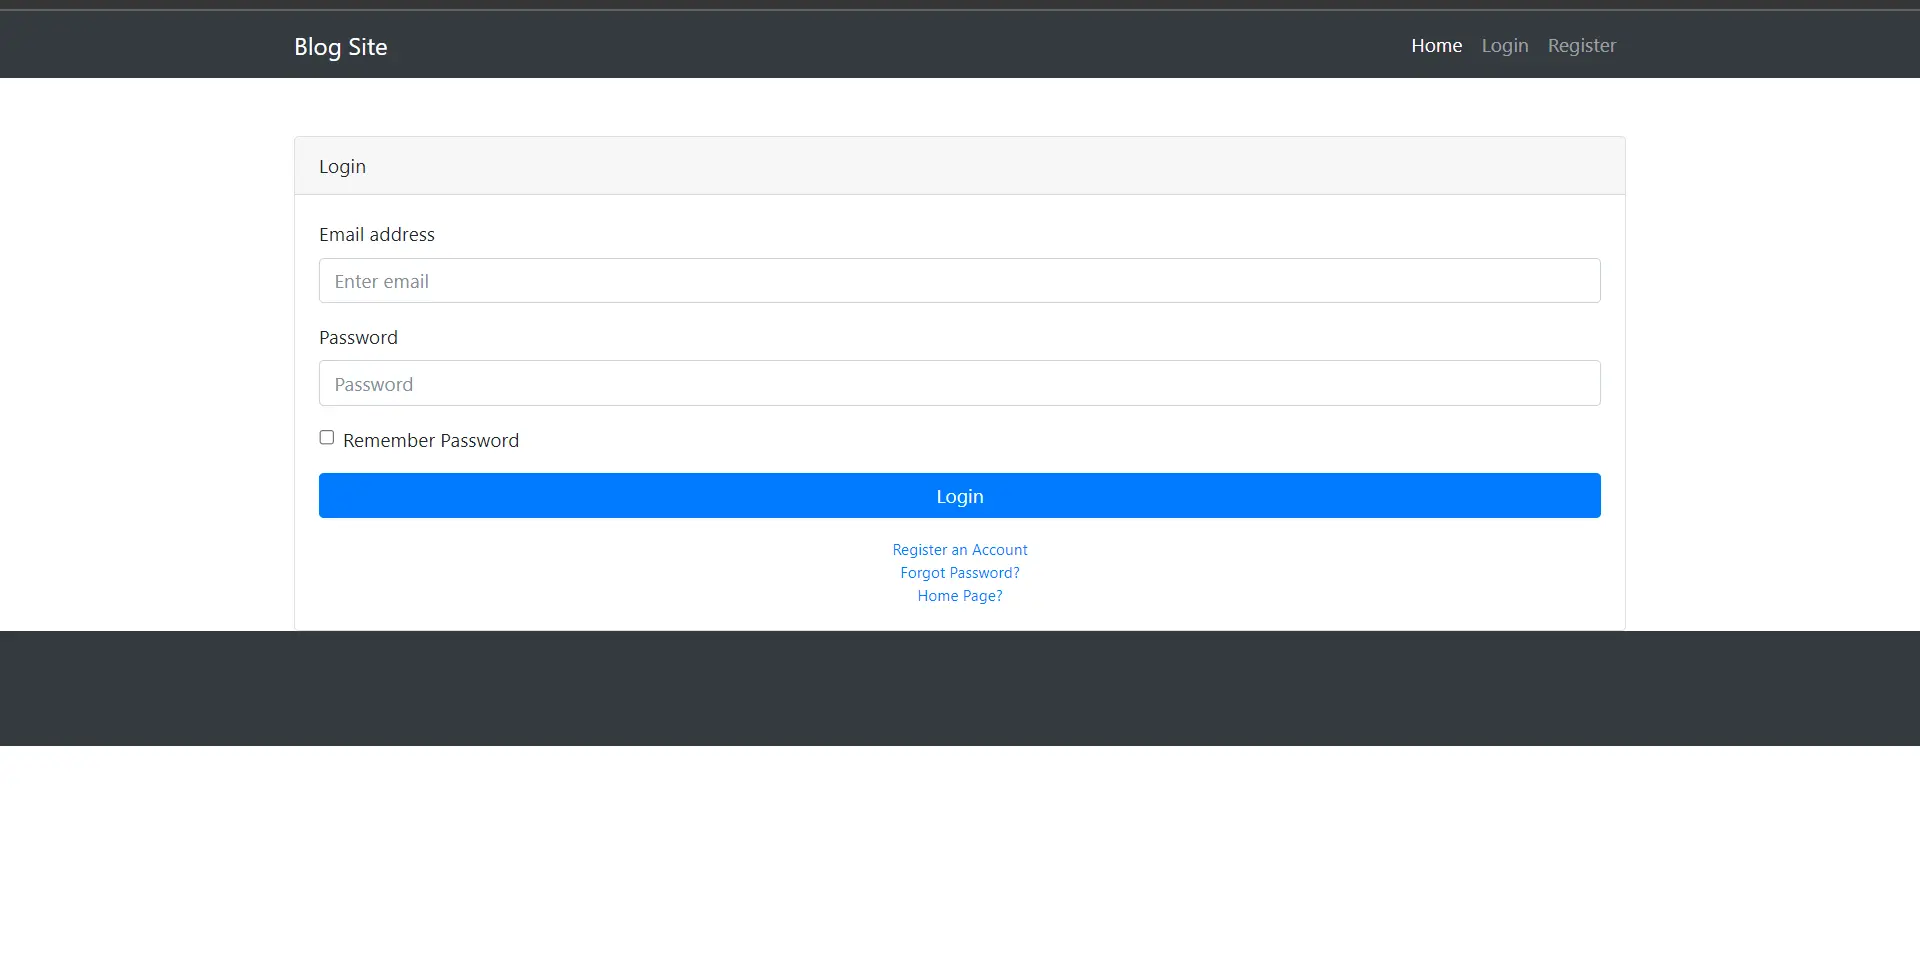 Blog Site
Home Login Register
Login
Email address
Enter email
Password
Password
Remember Password
Login
Register an Account
Forgot Password?
Home Page?